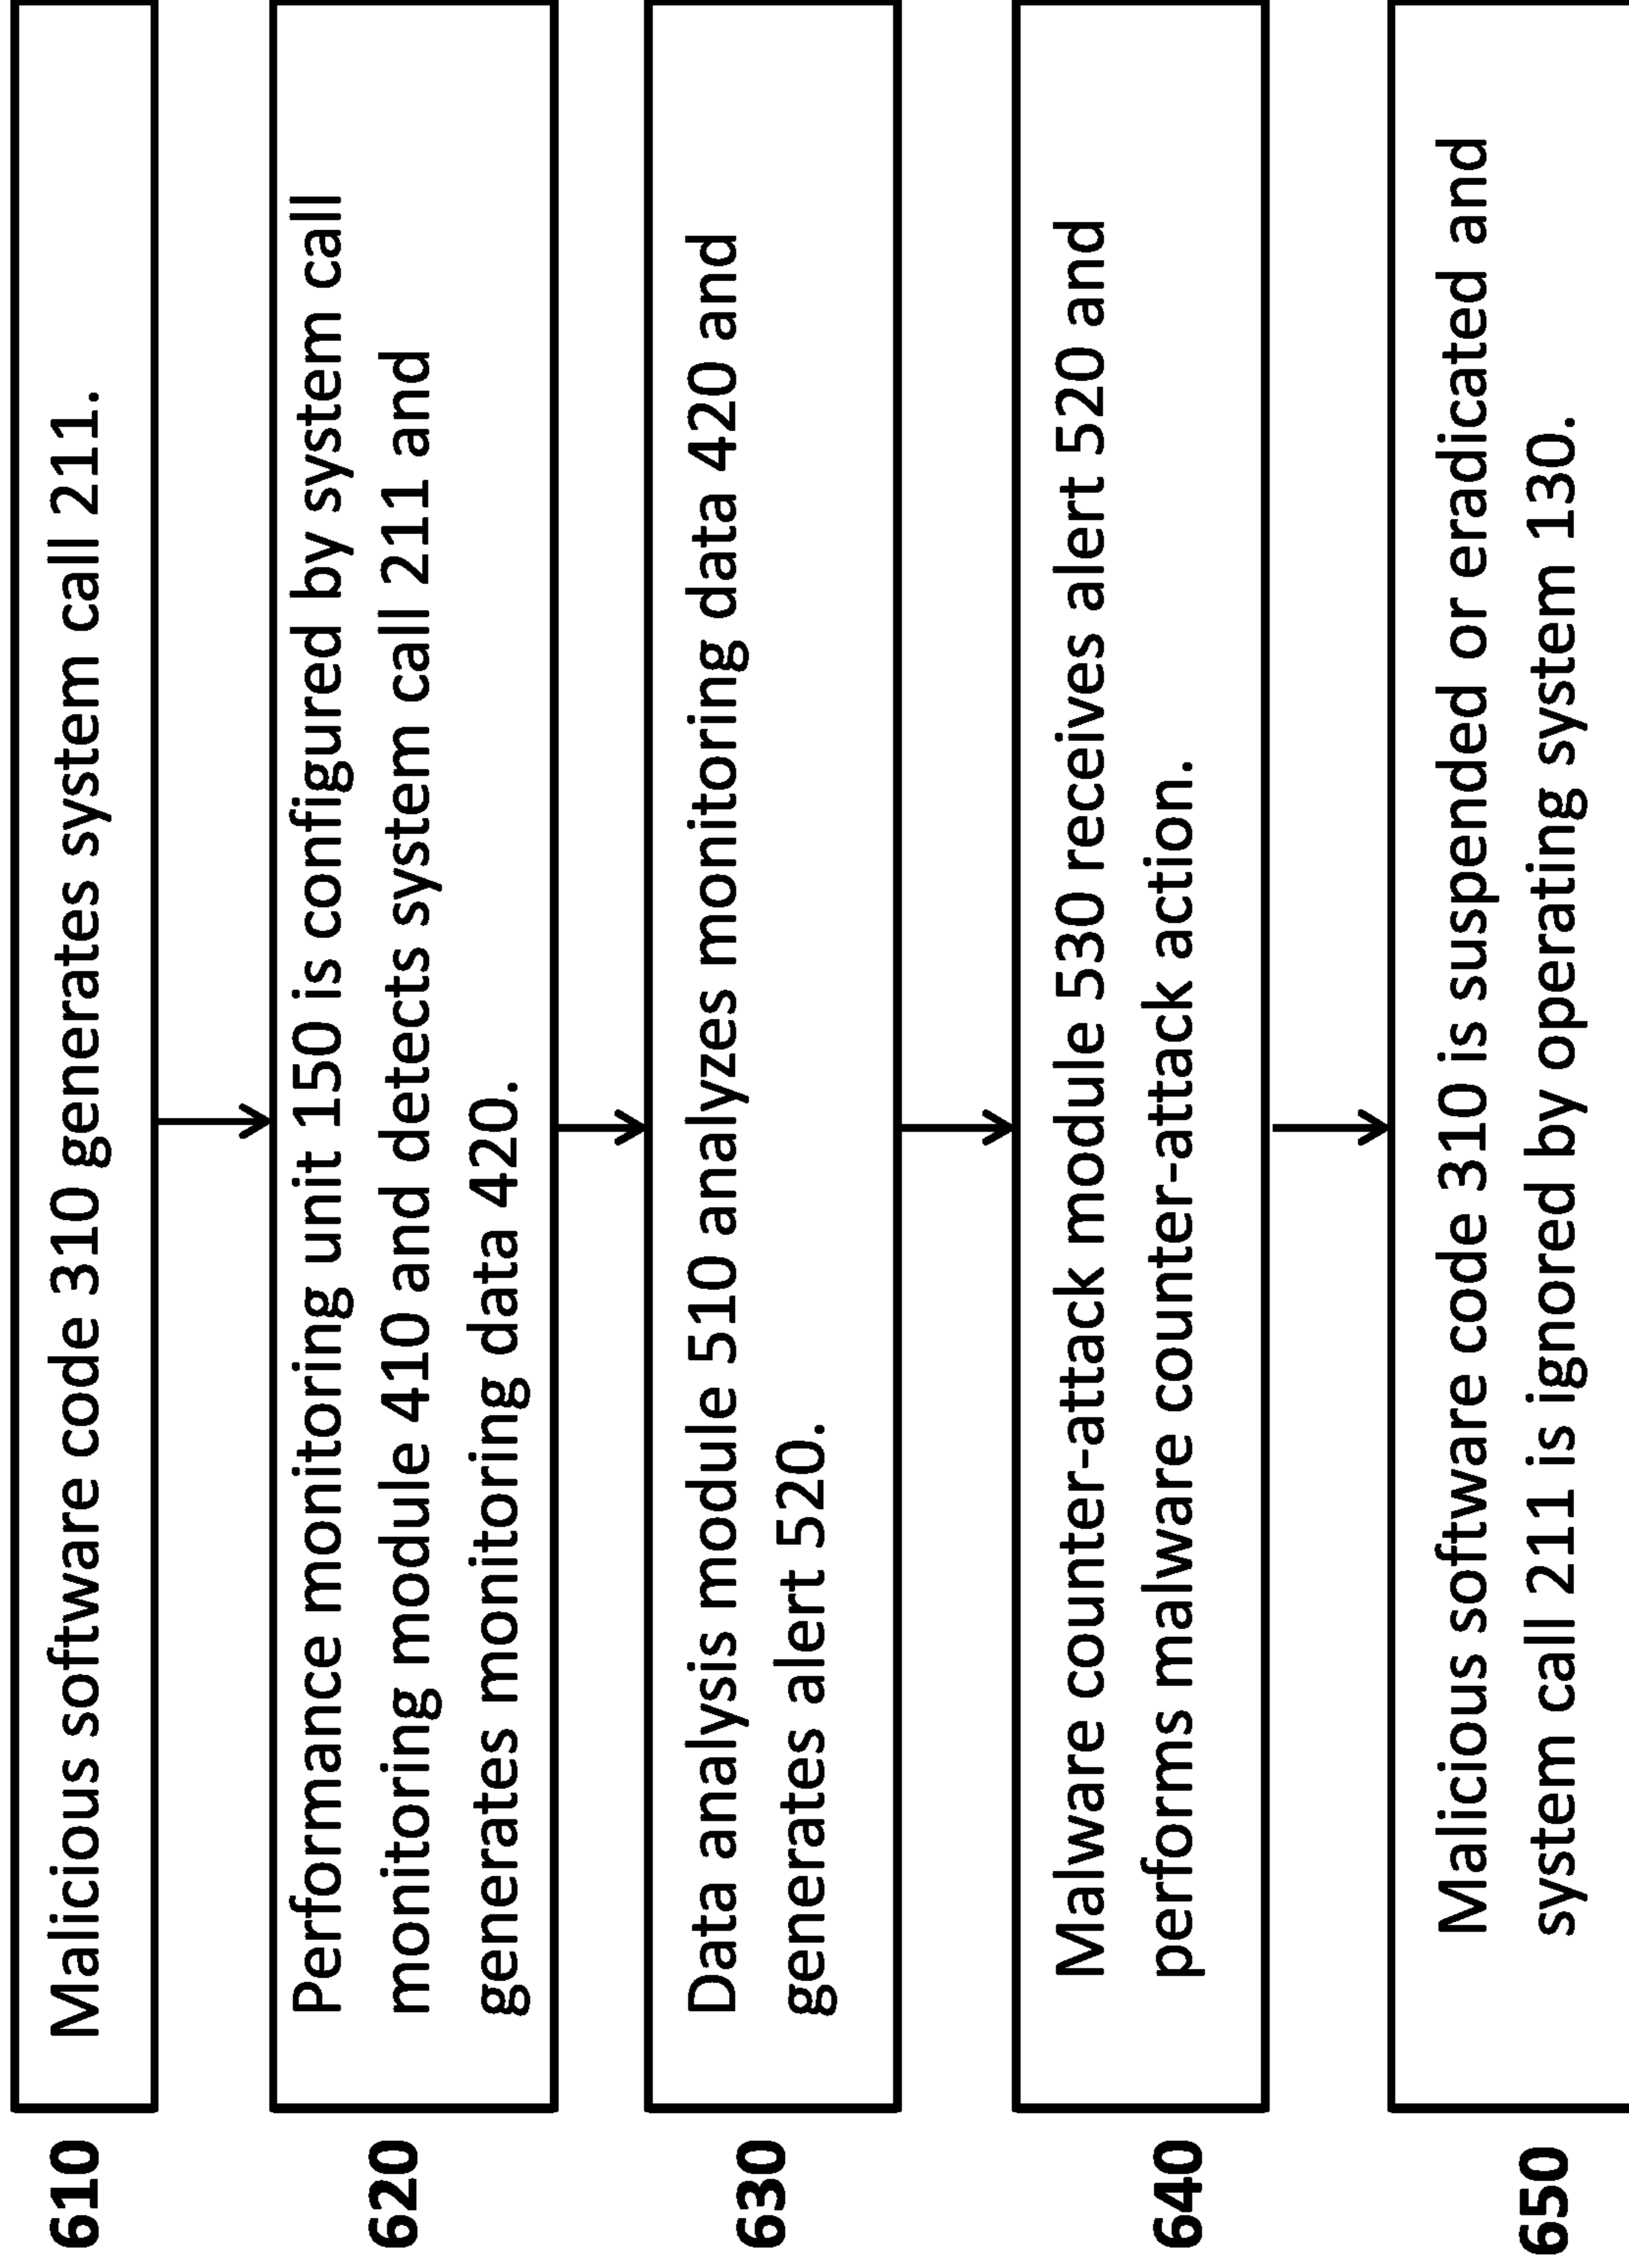 610
Malicious software code 310 generates system call 211.
620
Performance monitoring unit 150 is configured by system call
monitoring module 410 and detects system call 211 and
generates monitoring data 420.
630
Data analysis module 510 analyzes monitoring data 420 and
generates alert 520.
640
Malware counter-attack module 530 receives alert 520 and
performs malware counter-attack action.
650
Malicious software code 310 is suspended or eradicated and
system call 211 is ignored by operating system 130.